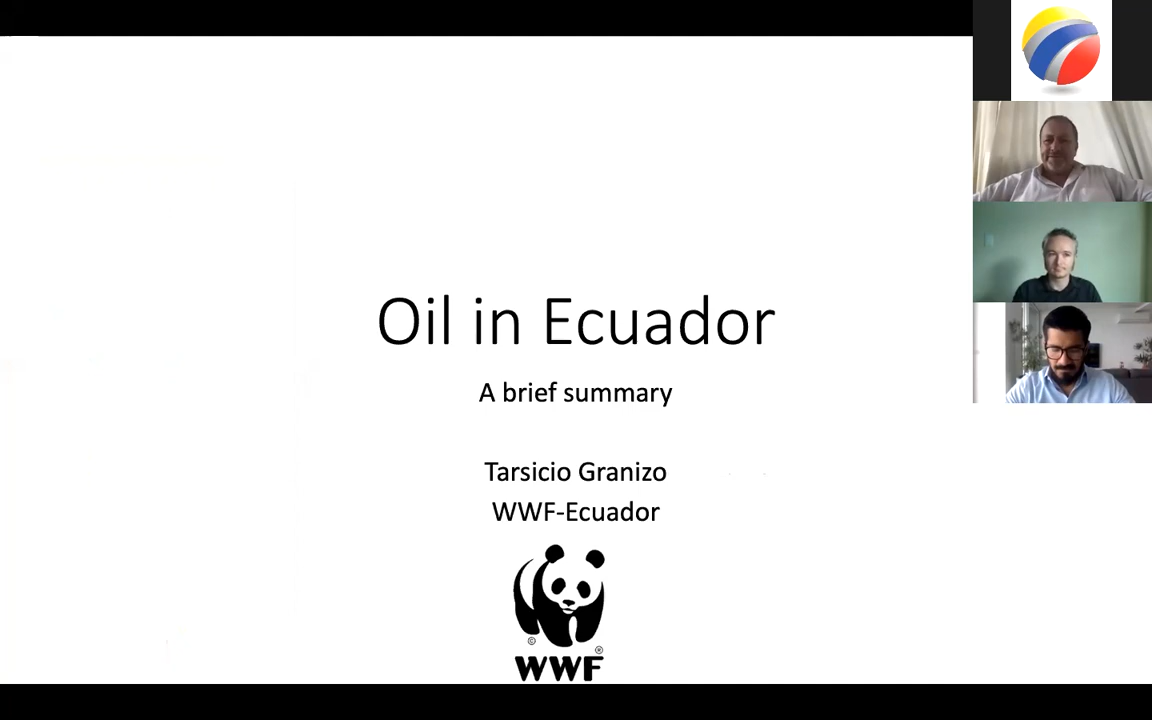 Oil in Ecuador
A brief summary
Tarsicio Granizo
WWF-Ecuador
©
®
WWF